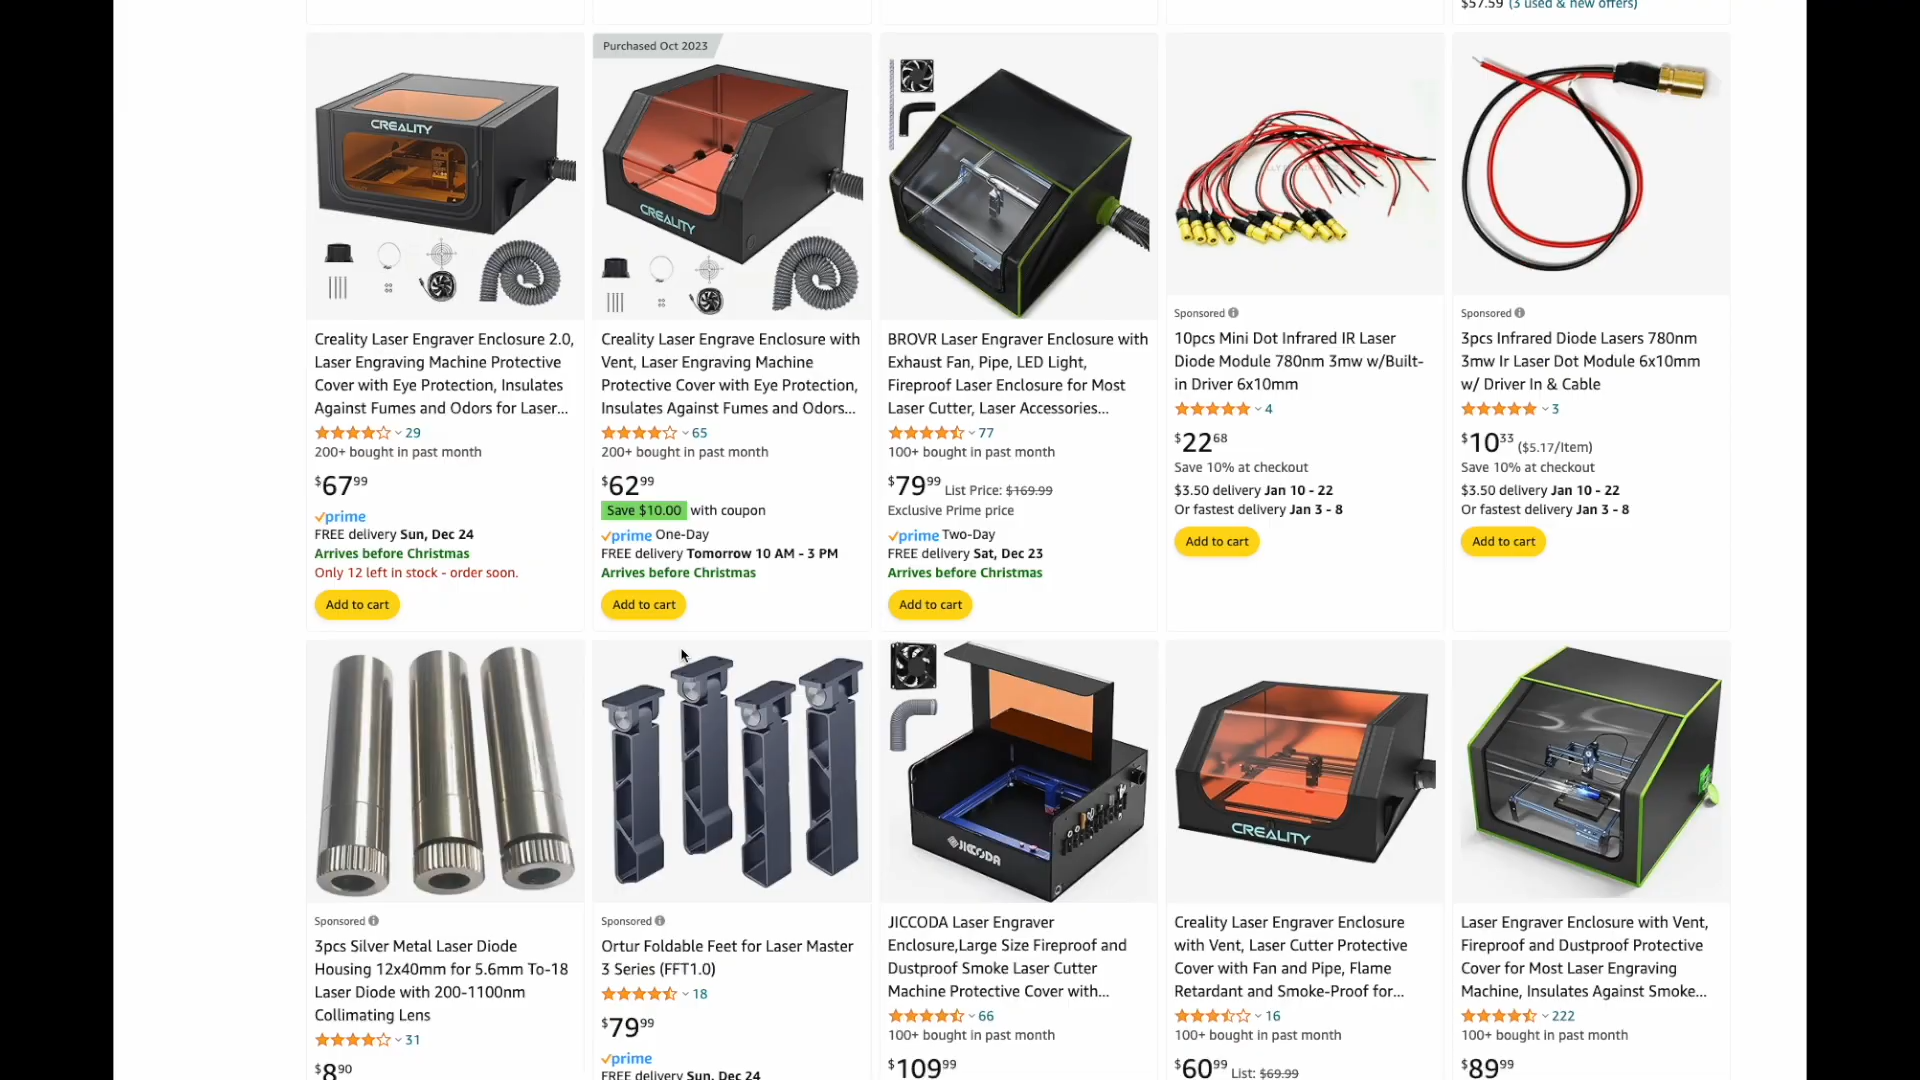 $57.59 (3 used & new offers)
CREALITY
Purchased Oct 2023
CREALITY
Creality Laser Engraver Enclosure 2.0,
Laser Engraving Machine Protective
Cover with Eye Protection, Insulates
Against Fumes and Odors for Laser...
29
200+ bought in past month
$67.99
prime
FREE delivery Sun, Dec 24
Arrives before Christmas
Only 12 left in stock - order soon.
Add to cart
Creality Laser Engrave Enclosure with
Vent, Laser Engraving Machine
Protective Cover with Eye Protection,
Insulates Against Fumes and Odors...
65
200+ bought in past month
$62.99
Save $10.00 with coupon
prime One-Day
FREE delivery Tomorrow 10 AM - 3 PM
Arrives before Christmas
Add to cart
BROVR Laser Engraver Enclosure with
Exhaust Fan, Pipe, LED Light,
Fireproof Laser Enclosure for Most
Laser Cutter, Laser Accessories...
77
100+ bought in past month
$79.99 List Price: $169.99
Exclusive Prime price
prime Two-Day
FREE delivery Sat, Dec 23
Arrives before Christmas
Add to cart
Sponsored
10pcs Mini Dot Infrared IR Laser
Diode Module 780nm 3mw w/Built-
in Driver 6x10mm
4
$22.68
Save 10% at checkout
$3.50 delivery Jan 10 - 22
Or fastest delivery Jan 3 - 8
Add to cart
Sponsored
3pcs Infrared Diode Lasers 780nm
3mw Ir Laser Dot Module 6x10mm
w/ Driver In & Cable
3
$10.33 ($5.17/Item)
Save 10% at checkout
$3.50 delivery Jan 10 - 22
Or fastest delivery Jan 3 - 8
Add to cart
JICCODA
CREALITY
Sponsored
3pcs Silver Metal Laser Diode
Housing 12x40mm for 5.6mm To-18
Laser Diode with 200-1100nm
Collimating Lens
31
$8.90
Sponsored
Ortur Foldable Feet for Laser Master
3 Series (FFT1.0)
18
$79.99
prime
FREE delivery Sun, Dec 24
JICCODA Laser Engraver
Enclosure,Large Size Fireproof and
Dustproof Smoke Laser Cutter
Machine Protective Cover with...
66
100+ bought in past month
$109.99
Creality Laser Engraver Enclosure
with Vent, Laser Cutter Protective
Cover with Fan and Pipe, Flame
Retardant and Smoke-Proof for...
16
100+ bought in past month
$60.99 List: $69.99
Laser Engraver Enclosure with Vent,
Fireproof and Dustproof Protective
Cover for Most Laser Engraving
Machine, Insulates Against Smoke...
222
100+ bought in past month
$89.99